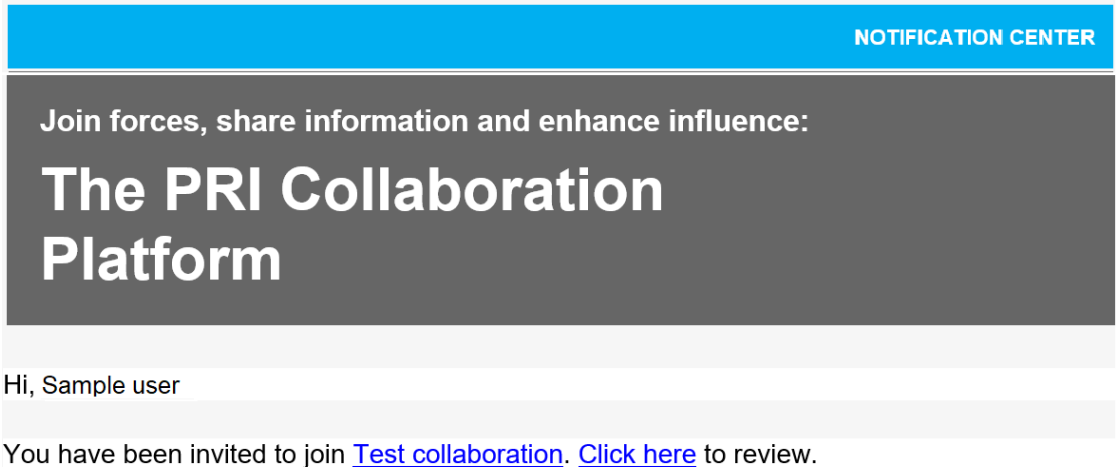 NOTIFICATION CENTER
Join forces, share information and enhance influence:
The PRI Collaboration
Platform
Hi, Sample user
You have been invited to join Test collaboration. Click here to review.